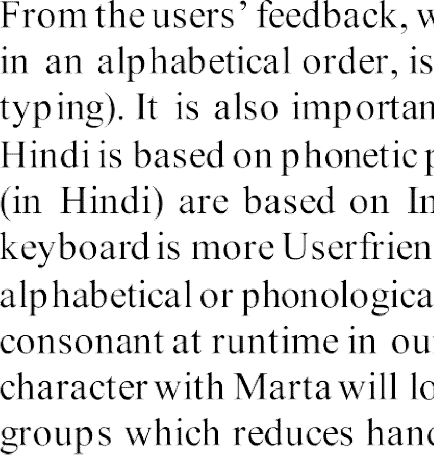 From the users’ feedback, w
in an alphabetical order, is
typing). It is also importan
Hindi is based on phonetic p
(in Hindi) are based on In
keyboard is more Userfrien
alphabetical or phonologica
consonant at runtime in ou
character with Marta will lo
groups which reduces hand